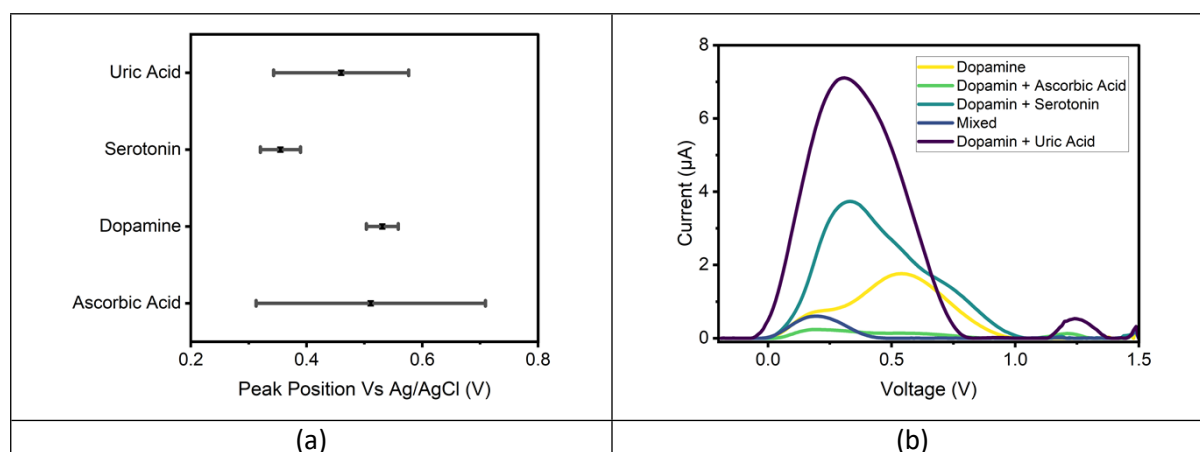 Uric Acid
Serotonin
Dopamine
Ascorbic Acid
0.2
0.4
0.6
0.8
Peak Position Vs Ag/AgCl (V)
(a)
8
6
4
2
0
Current (µA)
Dopamine
Dopamin + Ascorbic Acid
Dopamin + Serotonin
Mixed
Dopamin + Uric Acid
0.0
0.5
1.0
1.5
Voltage (V)
(b)